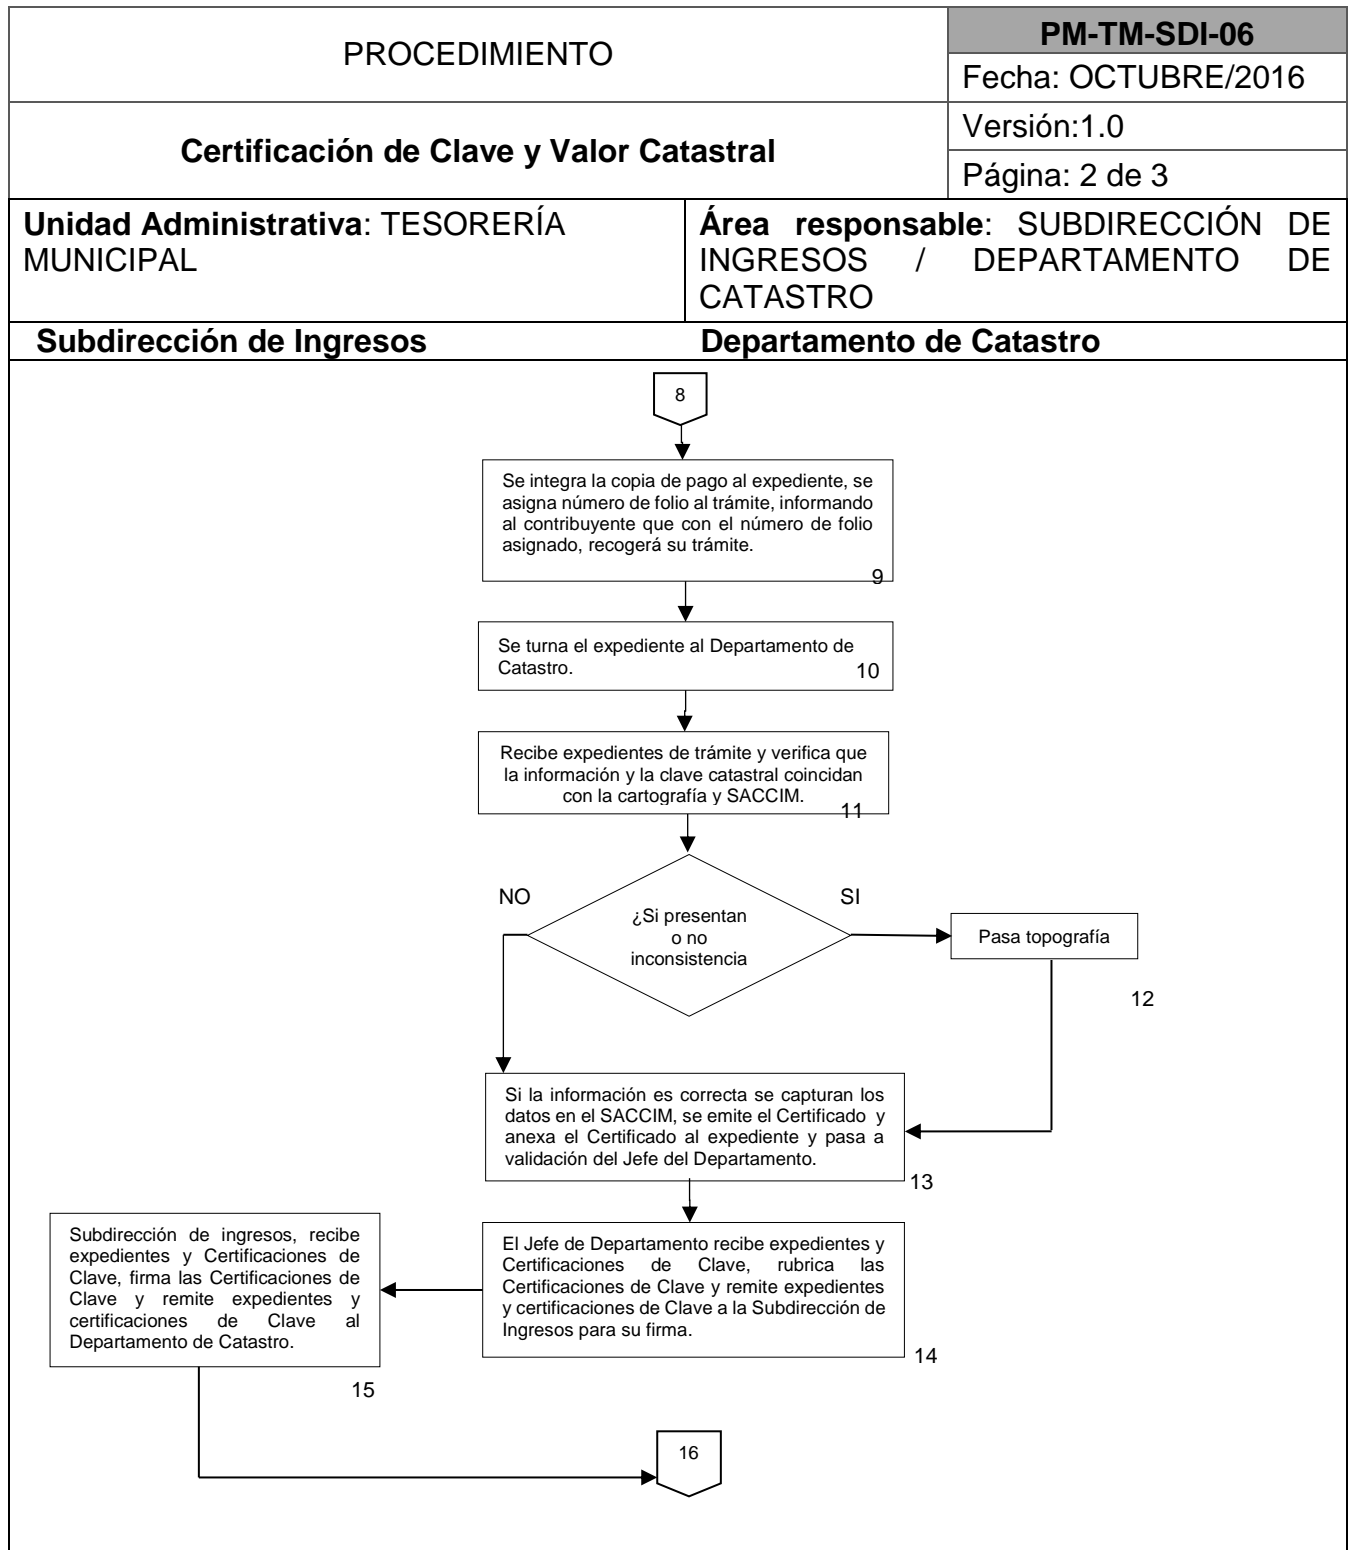 PROCEDIMIENTO
PM-TM-SDI-06
Fecha: OCTUBRE/2016
Certificación de Clave y Valor Catastral
Versión:1.0
Página: 2 de 3
Unidad Administrativa: TESORERÍA
MUNICIPAL
Área responsable: SUBDIRECCIÓN DE
INGRESOS / DEPARTAMENTO DE
CATASTRO
Subdirección de Ingresos
Departamento de Catastro
8
Se integra la copia de pago al expediente, se
asigna número de folio al trámite, informando
al contribuyente que con el número de folio
asignado, recogerá su trámite.
9
Se turna el expediente al Departamento de
Catastro.
10
Recibe expedientes de trámite y verifica que
la información y la clave catastral coincidan
con la cartografía y SACCIM.
11
NO
SI
¿Si presentan
o no
inconsistencia
Pasa topografía
12
Si la información es correcta se capturan los
datos en el SACCIM, se emite el Certificado y
anexa el Certificado al expediente y pasa a
validación del Jefe del Departamento.
13
El Jefe de Departamento recibe expedientes y
Certificaciones de Clave, rubrica las
Certificaciones de Clave y remite expedientes
y certificaciones de Clave a la Subdirección de
Ingresos para su firma.
14
Subdirección de ingresos, recibe
expedientes y Certificaciones de
Clave, firma las Certificaciones de
Clave y remite expedientes y
certificaciones de Clave al
Departamento de Catastro.
15
16